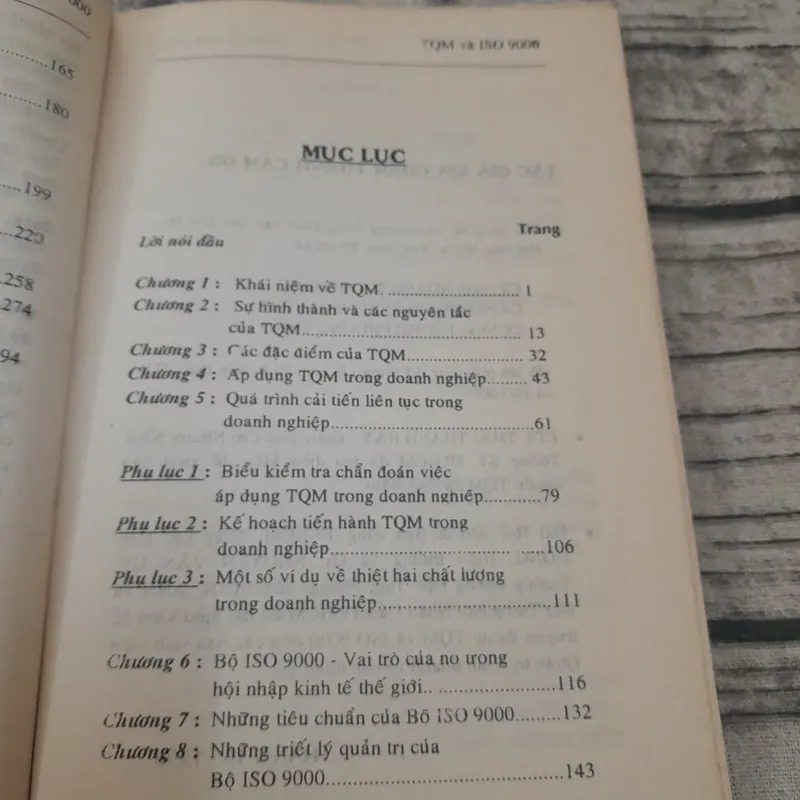 000
165
180
199
220
258
274
94
TQM và ISO 9000
MỤC LỤC
Trang
Lời nói đầu
Chương 1 : Khái niệm về TQM. ........................ 1
Chương 2 : Sự hình thành và các nguyên tắc
của TQM........................................ 13
Chương 3 : Các đặc điểm của TQM..................... 32
Chương 4 : Áp dụng TQM trong doanh nghiệp....... 43
Chương 5 : Quá trình cải tiến liên tục trong
doanh nghiệp...................................61
Phụ lục 1 : Biểu kiểm tra chẩn đoán việc
áp dụng TQM trong doanh nghiệp............79
Phụ lục 2 : Kế hoạch tiến hành TQM trong
doanh nghiệp............................... .....106
Phụ lục 3 : Một số ví dụ về thiệt hại chất lượng
trong doanh nghiệp..............................111
Chương 6 : Bộ ISO 9000 - Vai trò của nó trong
hội nhập kinh tế thế giới.. ........................116
Chương 7 : Những tiêu chuẩn của Bộ ISO 9000...........132
Chương 8 : Những triết lý quản trị của
Bộ ISO 9000........................................143